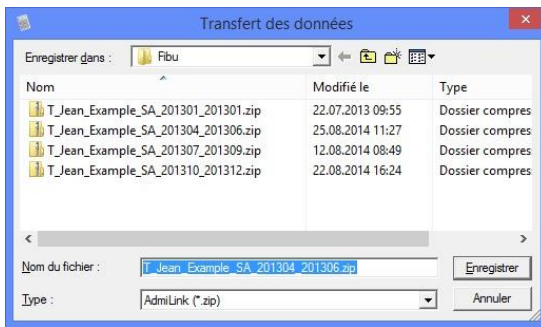 Transfert des données
Enregistrer dans : Fibu
Nom Modifié le Type
T_Jean_Example_SA_201301_201301.zip 22.07.2013 09:55 Dossier compres
T_Jean_Example_SA_201304_201306.zip 25.08.2014 11:27 Dossier compres
T_Jean_Example_SA_201307_201309.zip 12.08.2014 08:49 Dossier compres
T_Jean_Example_SA_201310_201312.zip 22.08.2014 16:24 Dossier compres
Nom du fichier : T_Jean_Example_SA_201304_201306.zip Enregistrer
Type : AdmiLink (*.zip) Annuler